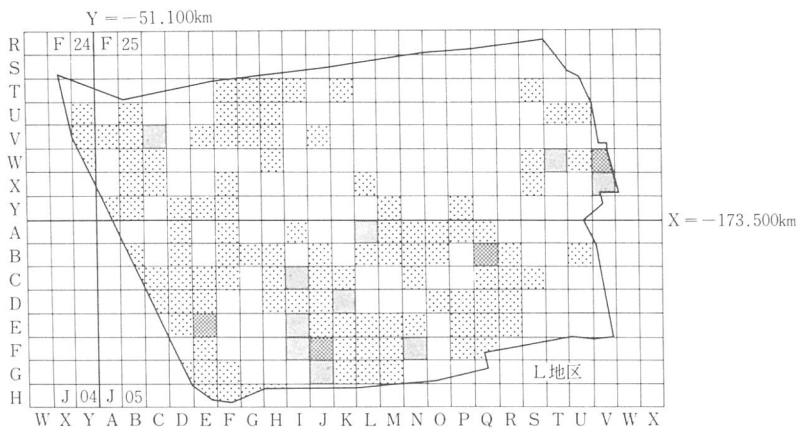 Y=-51.100km
R F 24 F 25
S
T
U
V
W
X
Y
X=-173.500km
A
B
C
D
E
F
G L地区
H J 04 J 05
W X Y A B C D E F G H I J K L M N O P Q R S T U V W X